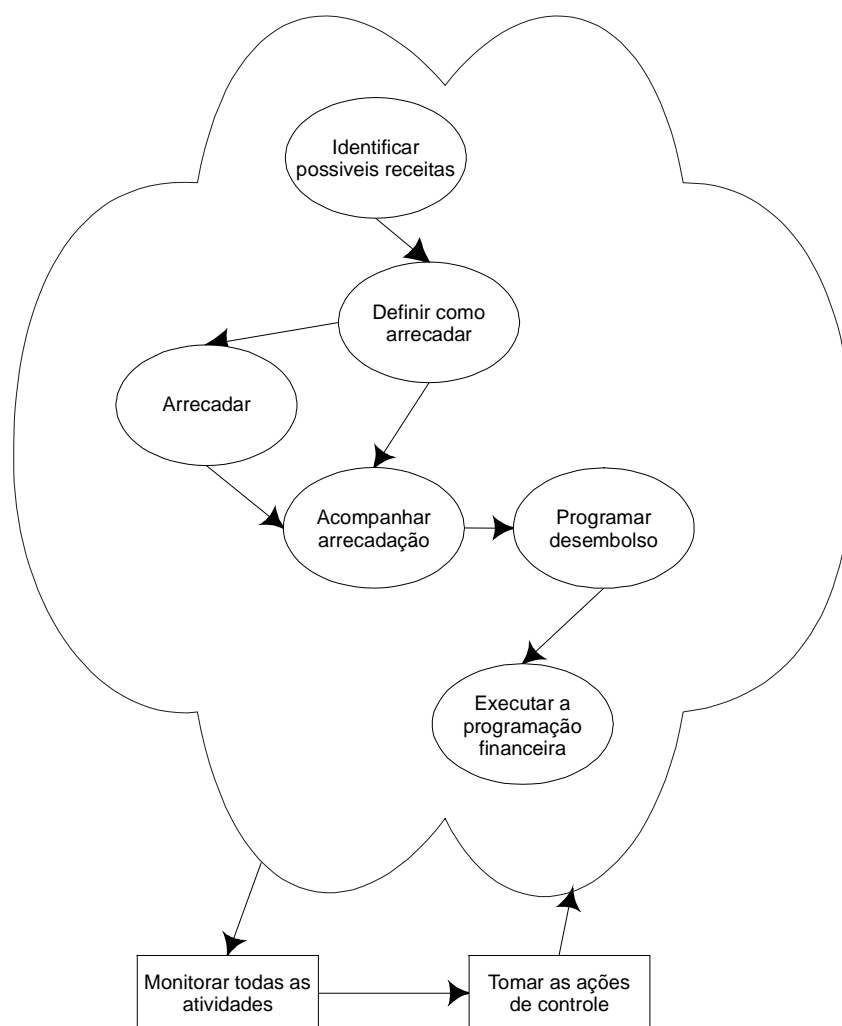 Identificar
possiveis receitas
Definir como
arrecadar
Arrecadar
Acompanhar
arrecadação
Programar
desembolso
Executar a
programação
financeira
Monitorar todas as
atividades
Tomar as ações
de controle